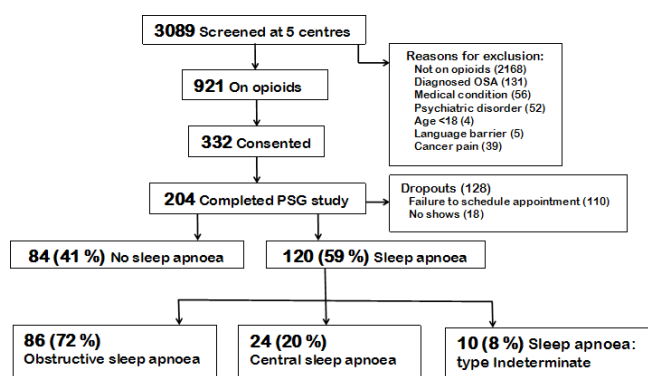 3089 Screened at 5 centres
Reasons for exclusion:
Not on opioids (2168)
Diagnosed OSA (131)
Medical condition (56)
Psychiatric disorder (52)
Age <18 (4)
Language barrier (5)
Cancer pain (39)
921 On opioids
332 Consented
204 Completed PSG study
Dropouts (128)
Failure to schedule appointment (110)
No shows (18)
84 (41 %) No sleep apnoea
120 (59 %) Sleep apnoea
86 (72 %)
Obstructive sleep apnoea
24 (20 %)
Central sleep apnoea
10 (8 %) Sleep apnoea:
type Indeterminate